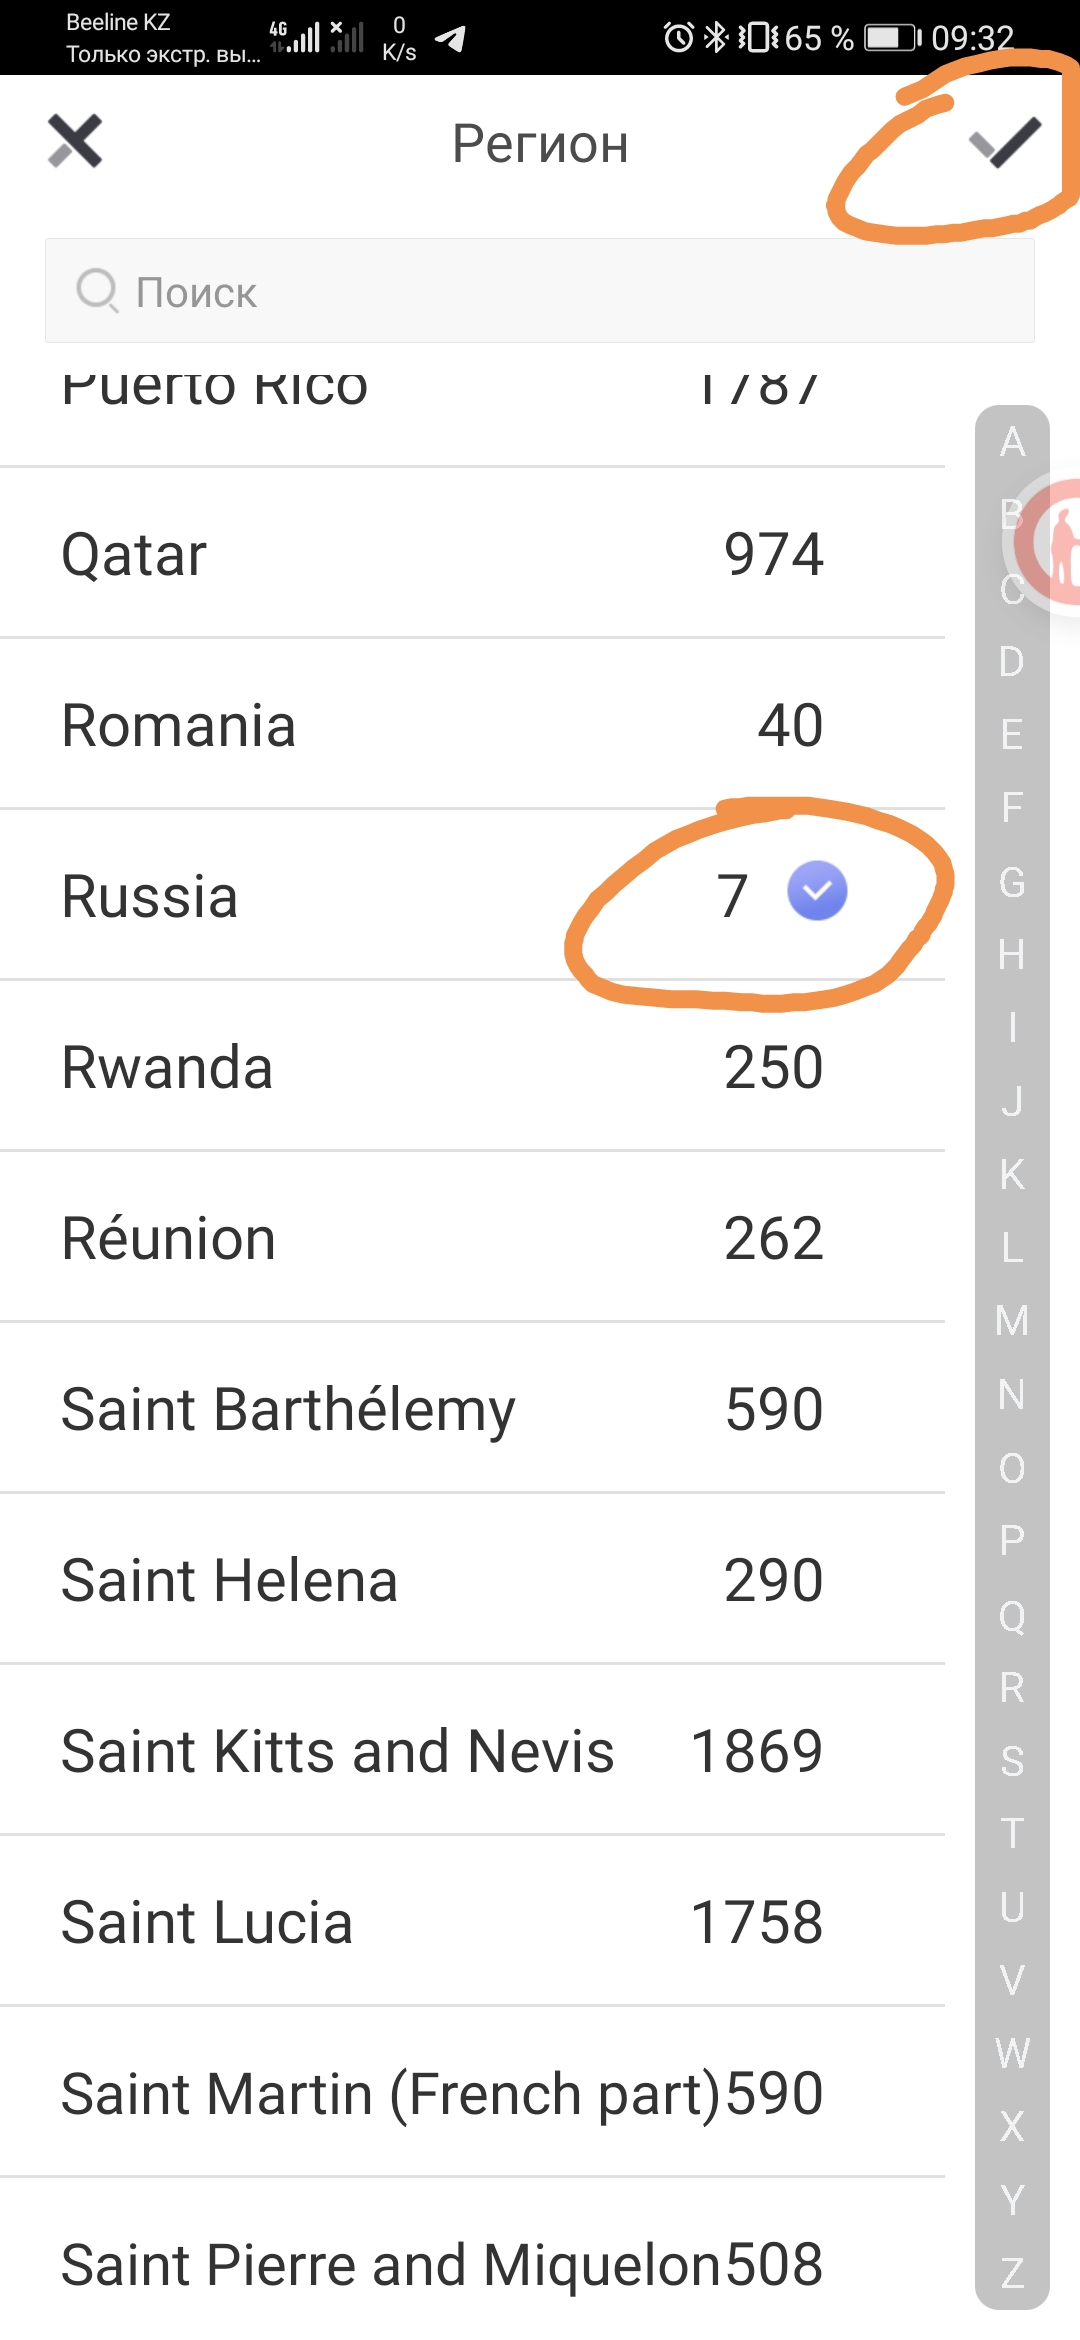 Beeline KZ
Только экстр. вы...
4G
0
K/s
65 %
09:32
Регион
Поиск
Puerto Rico 1787
Qatar 974
Romania 40
Russia 7
Rwanda 250
Réunion 262
Saint Barthélemy 590
Saint Helena 290
Saint Kitts and Nevis 1869
Saint Lucia 1758
Saint Martin (French part)590
Saint Pierre and Miquelon508
A
B
C
D
E
F
G
H
I
J
K
L
M
N
O
P
Q
R
S
T
U
V
W
X
Y
Z